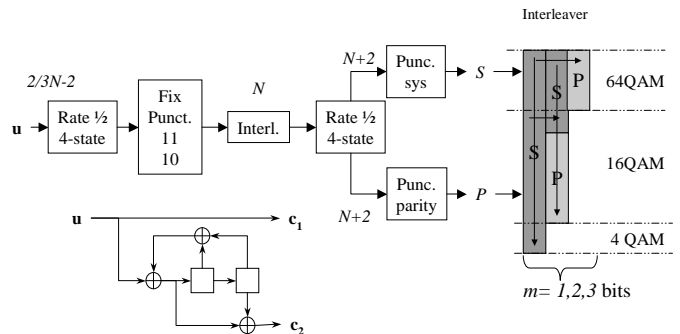 Interleaver
2/3N-2
u
Rate ½
4-state
Fix
Punct.
11
10
N
Interl.
Rate ½
4-state
N+2
Punc.
sys
S
N+2
Punc.
parity
P
S
S
P
P
64QAM
16QAM
4 QAM
m= 1,2,3 bits
u
c1
c2